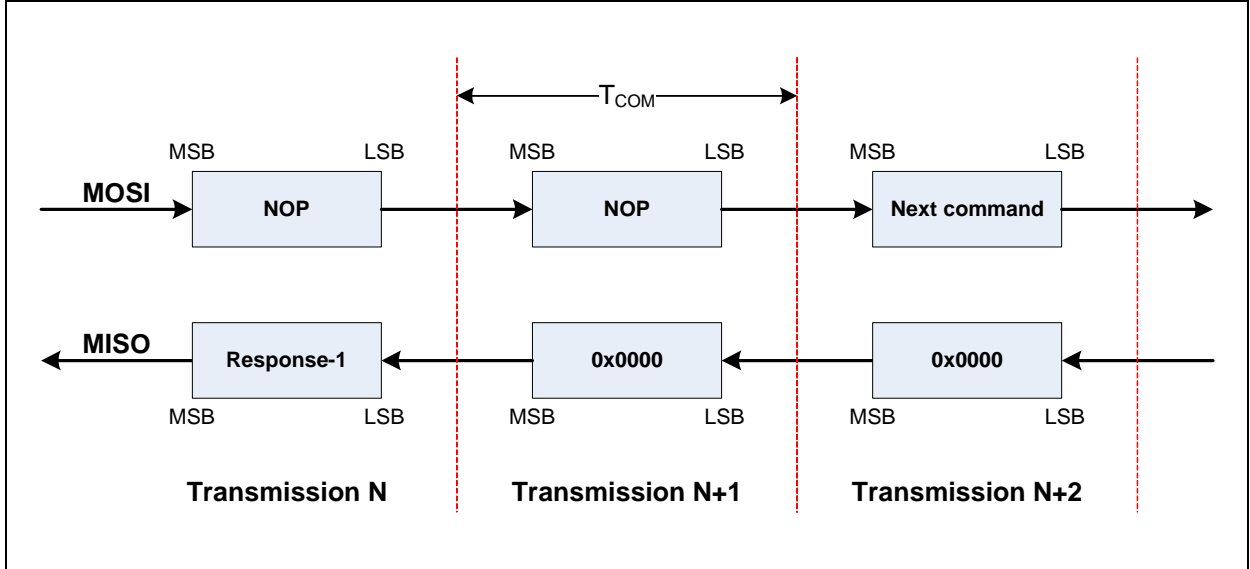 TCOM
MSB LSB MSB LSB MSB LSB
MOSI NOP NOP Next command
MISO Response-1 0x0000 0x0000
MSB LSB MSB LSB MSB LSB
Transmission N Transmission N+1 Transmission N+2